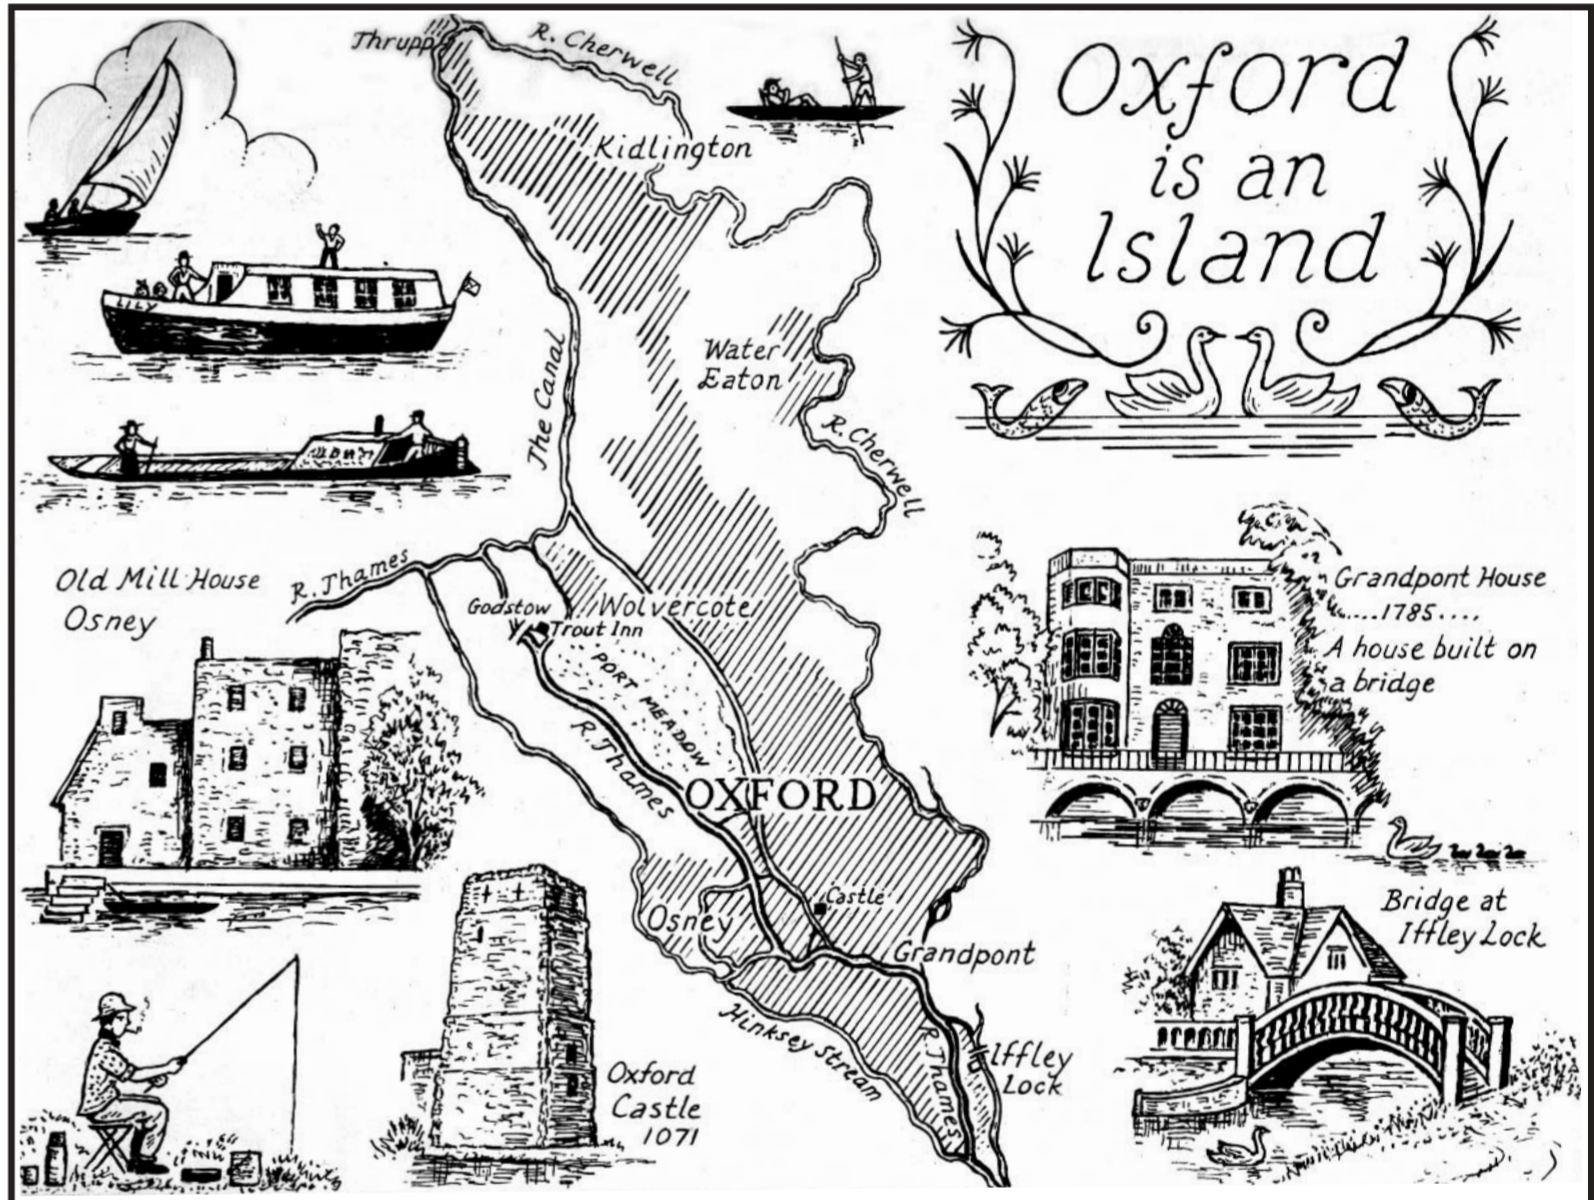 Oxford
is an
Island
Thrupp
R. Cherwell
Kidlington
LILY
Water
Eaton
The Canal
R. Cherwell
R. Thames
Old Mill House
Osney
Godstow
Wolvercote
Trout Inn
PORT MEADOW
R. Thames
OXFORD
Grandpont House
.....1785....
A house built on
a bridge
Castle
Osney
Grandpont
Bridge at
Iffley Lock
Hinksey Stream
R. Thames
Iffley
Lock
Oxford
Castle
1071